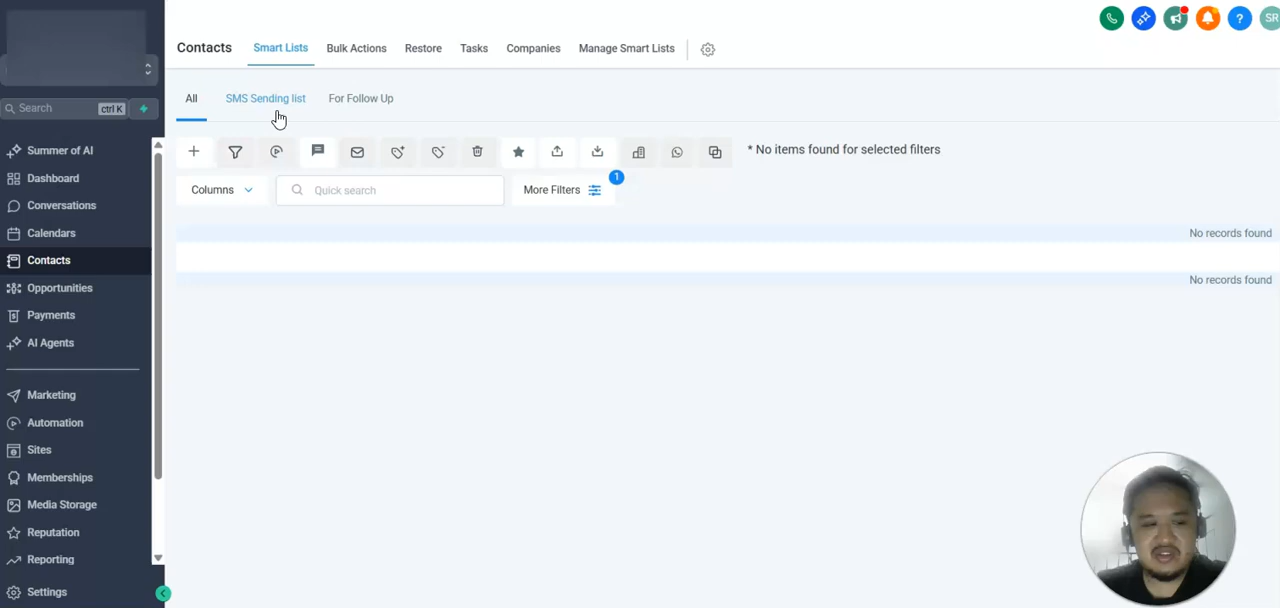 Search
ctrl K
Summer of AI
Dashboard
Conversations
Calendars
Contacts
Opportunities
Payments
AI Agents
Marketing
Automation
Sites
Memberships
Media Storage
Reputation
Reporting
Settings
Contacts
Smart Lists
Bulk Actions
Restore
Tasks
Companies
Manage Smart Lists
?
SR
All
SMS Sending list
For Follow Up
* No items found for selected filters
Columns
Quick search
More Filters
1
No records found
No records found